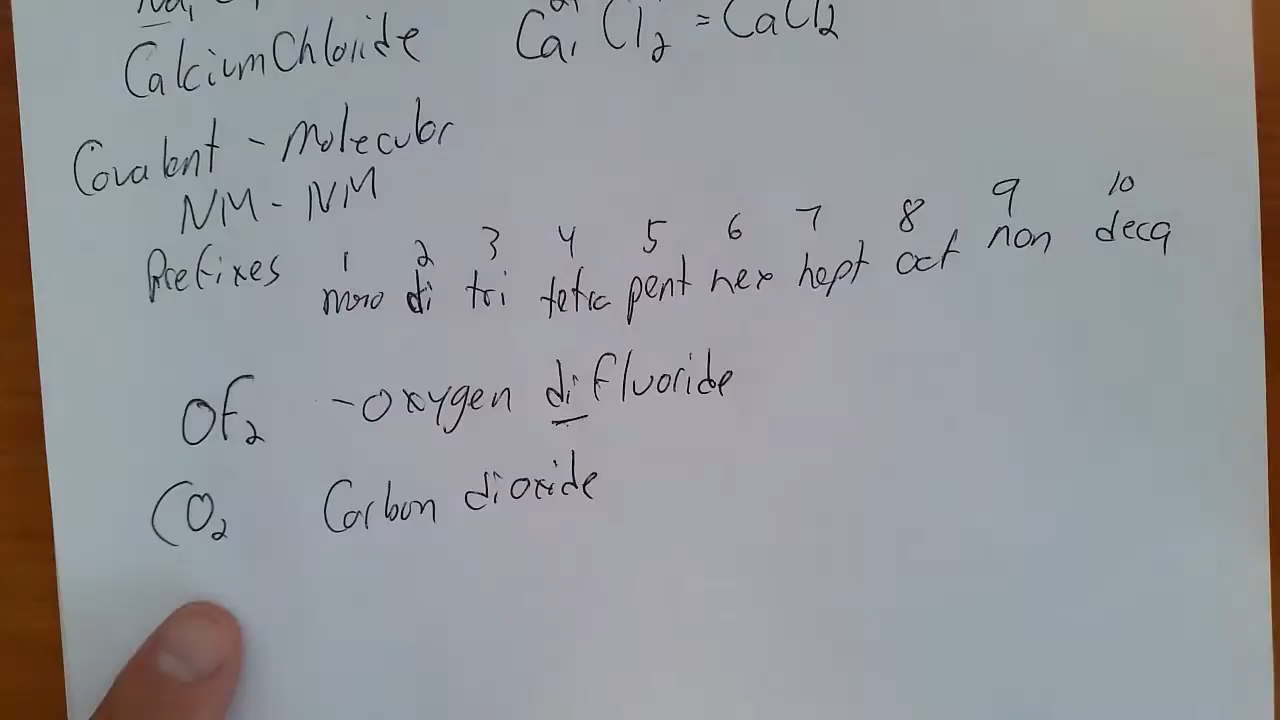 Calcium Chloride Ca1 Cl2 = CaCl2
Covalent - molecular
NM - NM
1 2 3 4 5 6 7 8 9 10
Prefixes mono di tri tetra pent hex hept oct non deca
OF2 - oxygen difluoride
CO2 Carbon dioxide